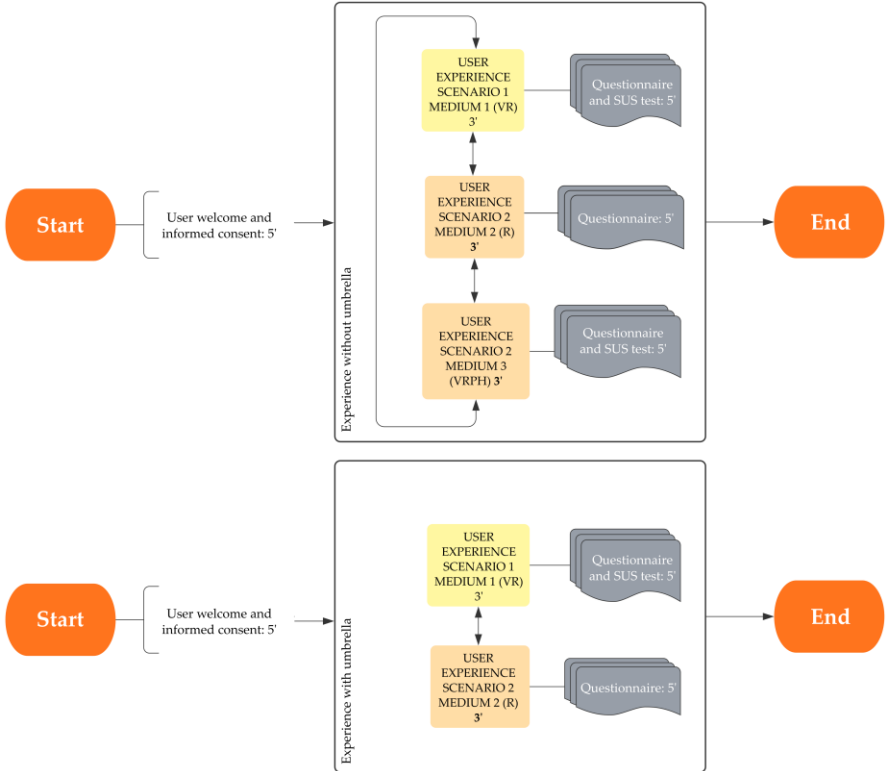 USER
EXPERIENCE
SCENARIO 1
MEDIUM 1 (VR)
3'
Questionnaire
and SUS test: 5'
Start
User welcome and
informed consent: 5'
USER
EXPERIENCE
SCENARIO 2
MEDIUM 2 (R)
3'
Questionnaire: 5'
End
USER
EXPERIENCE
SCENARIO 2
MEDIUM 3
(VRPH) 3'
Questionnaire
and SUS test: 5'
Experience without umbrella
USER
EXPERIENCE
SCENARIO 1
MEDIUM 1 (VR)
3'
Questionnaire
and SUS test: 5'
Start
User welcome and
informed consent: 5'
End
USER
EXPERIENCE
SCENARIO 2
MEDIUM 2 (R)
3'
Questionnaire: 5'
Experience with umbrella